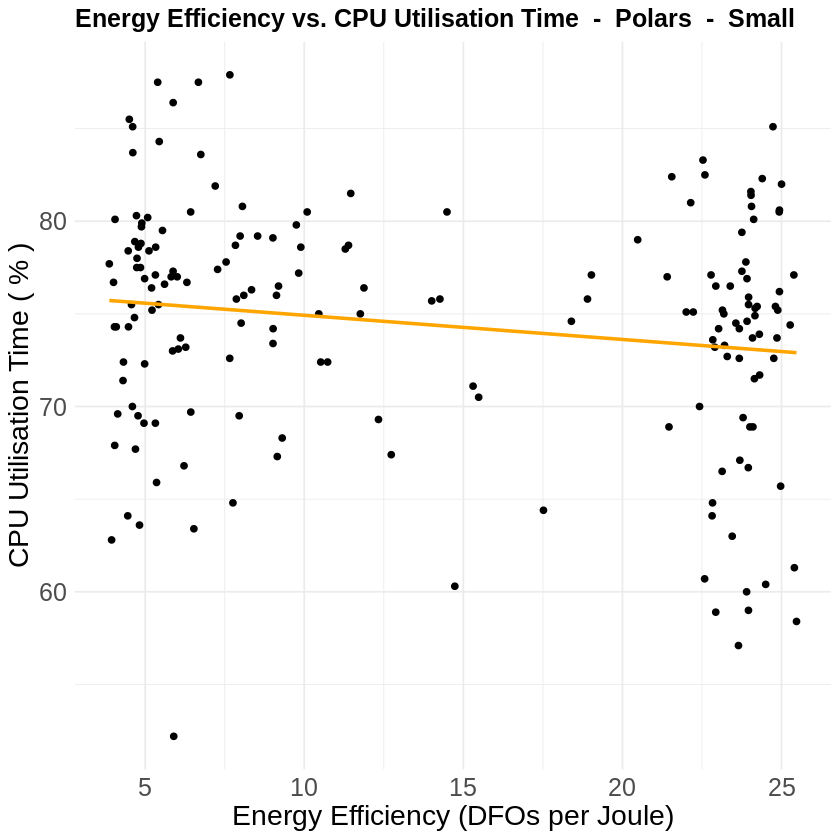 Energy Efficiency vs. CPU Utilisation Time - Polars - Small
CPU Utilisation Time ( % )
80
70
60
5 10 15 20 25
Energy Efficiency (DFOs per Joule)